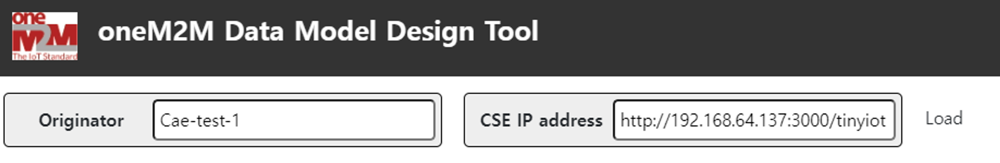 one
M2M
The IoT Standard
oneM2M Data Model Design Tool
Originator Cae-test-1 CSE IP address http://192.168.64.137:3000/tinyiot Load